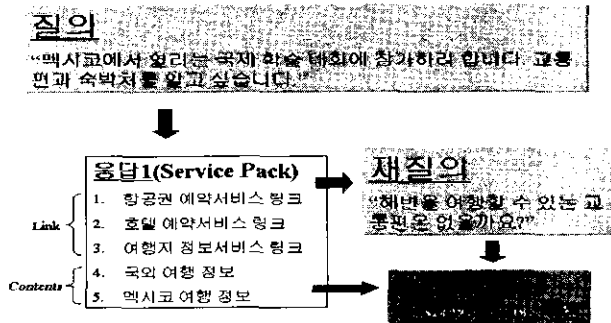 질의
“멕시코에서 열리는 국제 학술 대회에 참가하려 합니다. 교통
편과 숙박처를 알고 싶습니다.”
응답1(Service Pack)
1. 항공권 예약서비스 링크
2. 호텔 예약서비스 링크
3. 여행지 정보서비스 링크
4. 국외 여행 정보
5. 멕시코 여행 정보
Link
Contents
재질의
“해변을 여행할 수 있는 교
통편은 없을까요?”